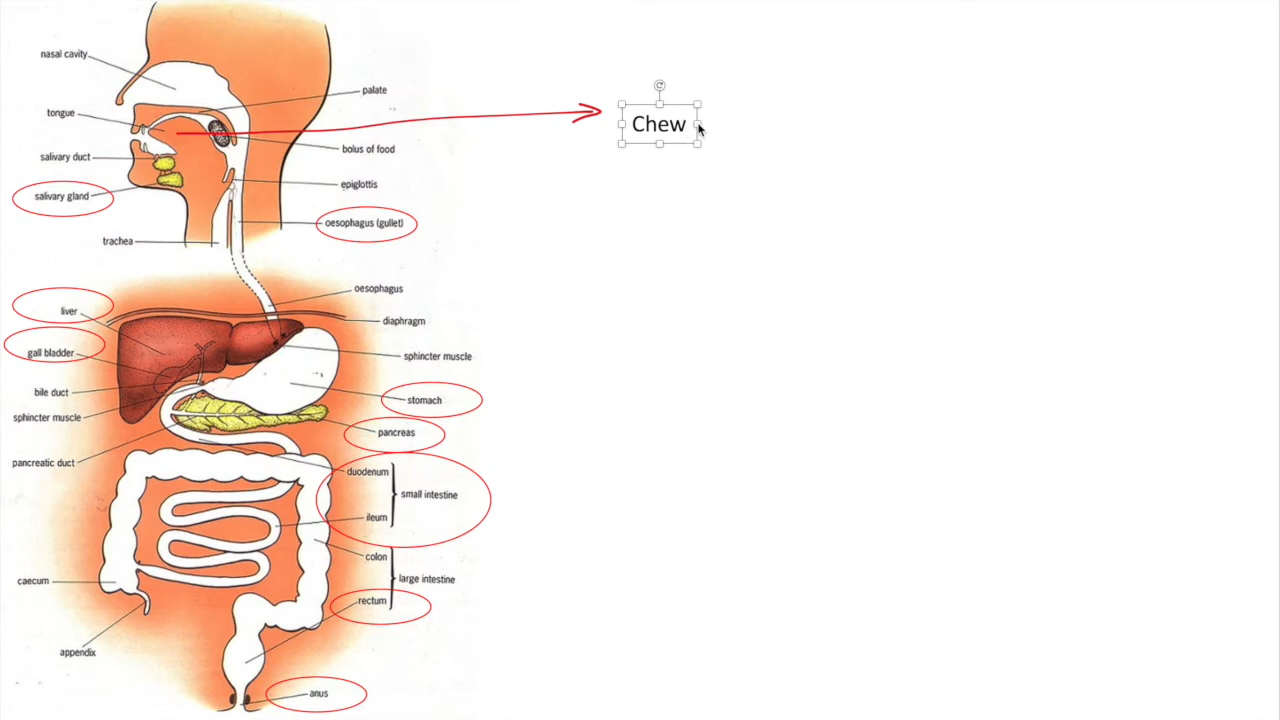 nasal cavity
palate
tongue
Chew
bolus of food
salivary duct
epiglottis
salivary gland
oesophagus (gullet)
trachea
oesophagus
liver
diaphragm
gall bladder
sphincter muscle
bile duct
stomach
sphincter muscle
pancreas
pancreatic duct
duodenum
small intestine
ileum
colon
caecum
large intestine
rectum
appendix
anus